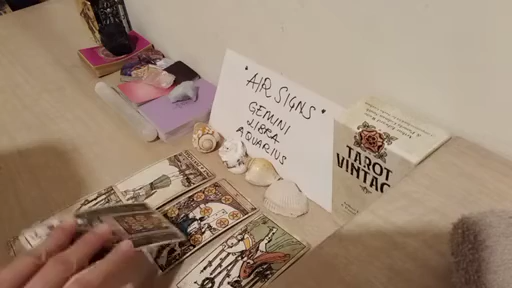 AIR SIGNS
GEMINI
LIBRA
AQUARIUS
TAROT
VINTAG